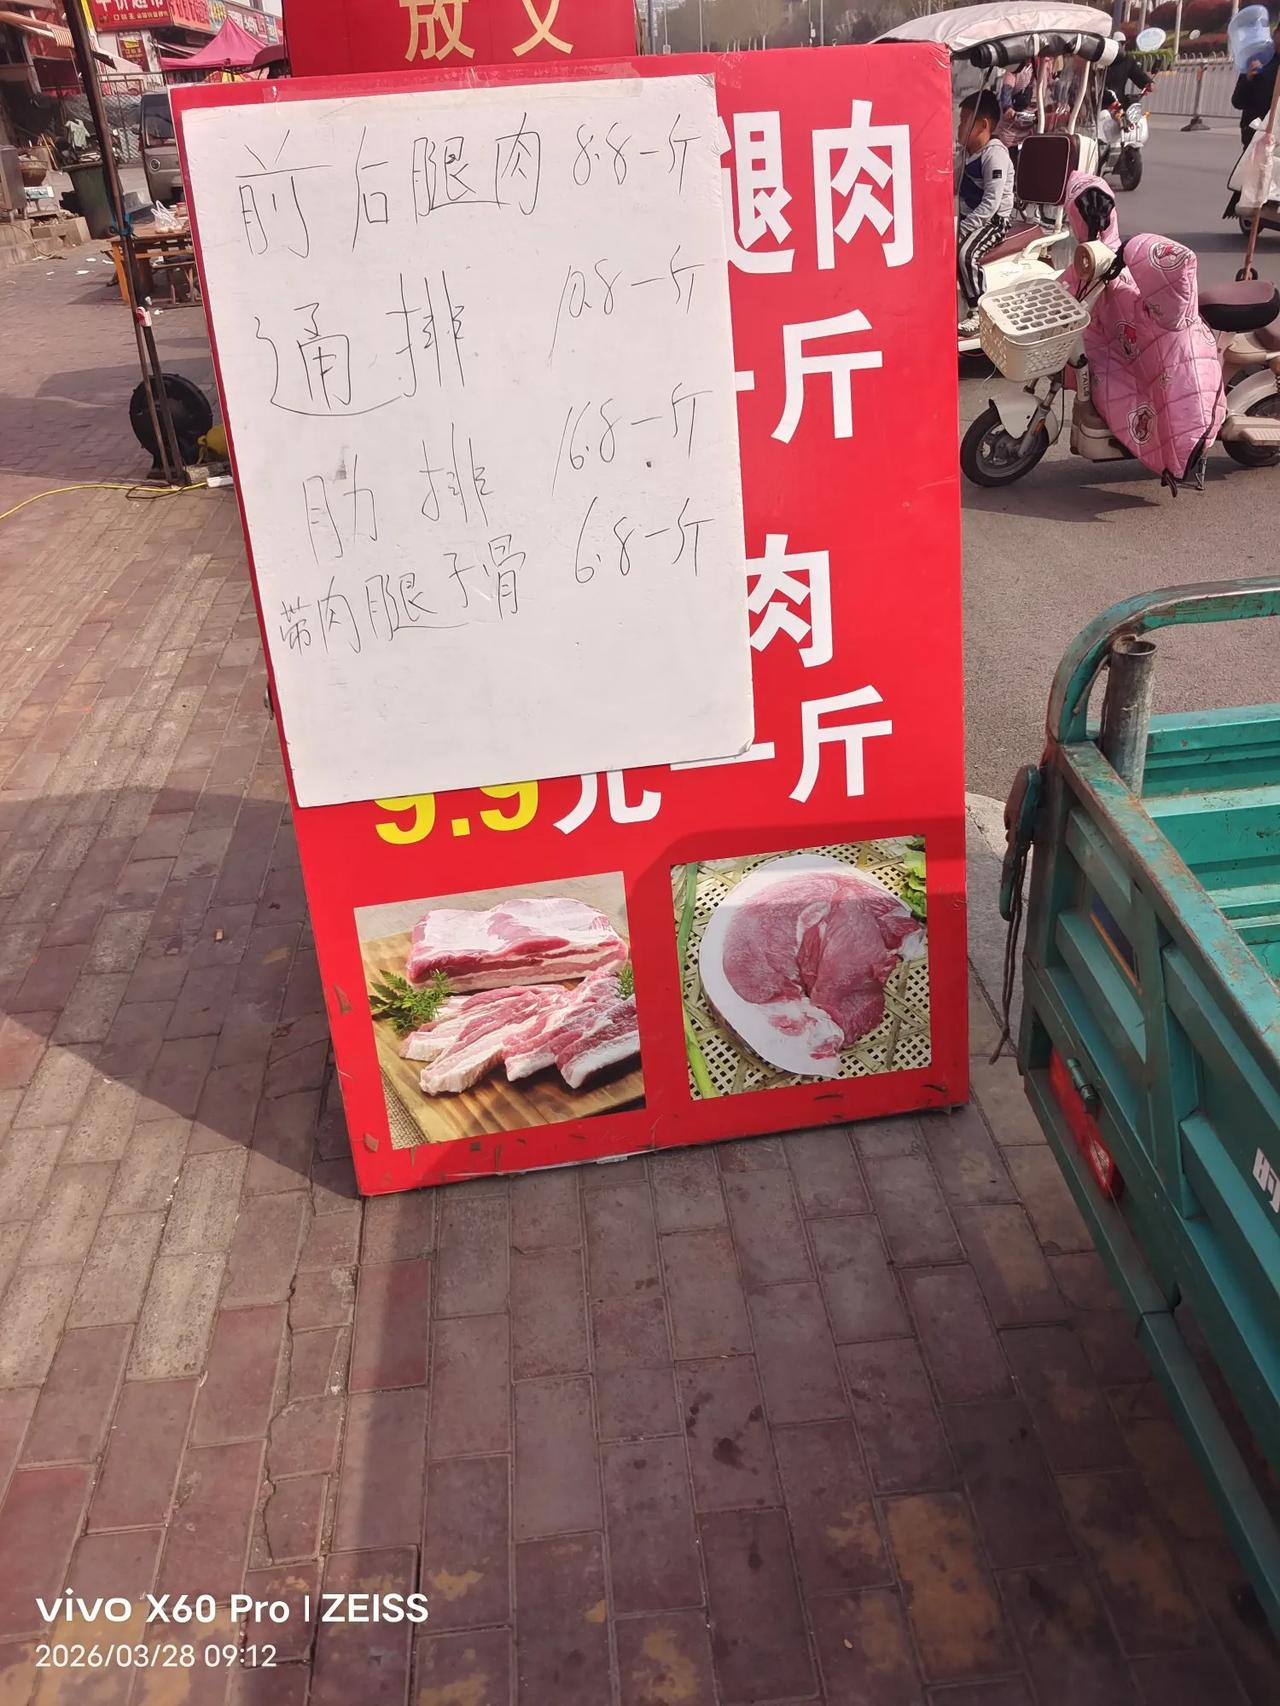 放文
前后腿肉 8.8一斤
通排 10.8一斤
肋排 16.8一斤
带肉腿子骨 6.8一斤
腿肉
一斤
肉
9.9元一斤
vivo X60 Pro | ZEISS
2026/03/28 09:12